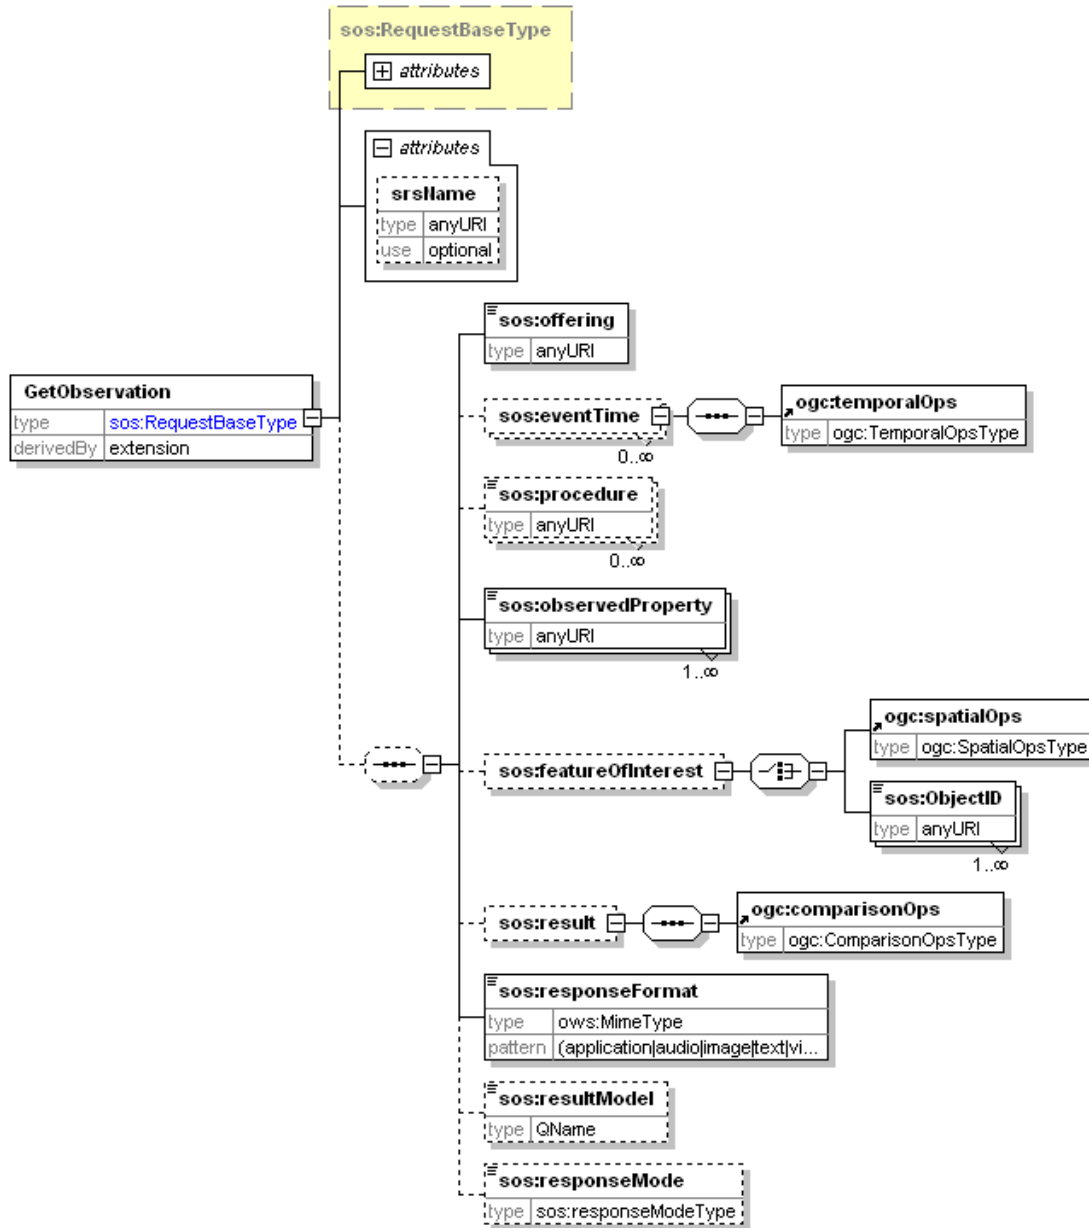 sos:RequestBaseType
attributes
attributes
srsName
type anyURI
use optional
sos:offering
type anyURI
GetObservation
type sos:RequestBaseType
derivedBy extension
sos:eventTime
0..∞
ogc:temporalOps
type ogc:TemporalOpsType
sos:procedure
type anyURI
0..∞
sos:observedProperty
type anyURI
1..∞
sos:featureOfInterest
ogc:spatialOps
type ogc:SpatialOpsType
sos:ObjectID
type anyURI
1..∞
sos:result
ogc:comparisonOps
type ogc:ComparisonOpsType
sos:responseFormat
type ows:MimeType
pattern (application|audio|image|text|vi...
sos:resultModel
type QName
sos:responseMode
type sos:responseModeType